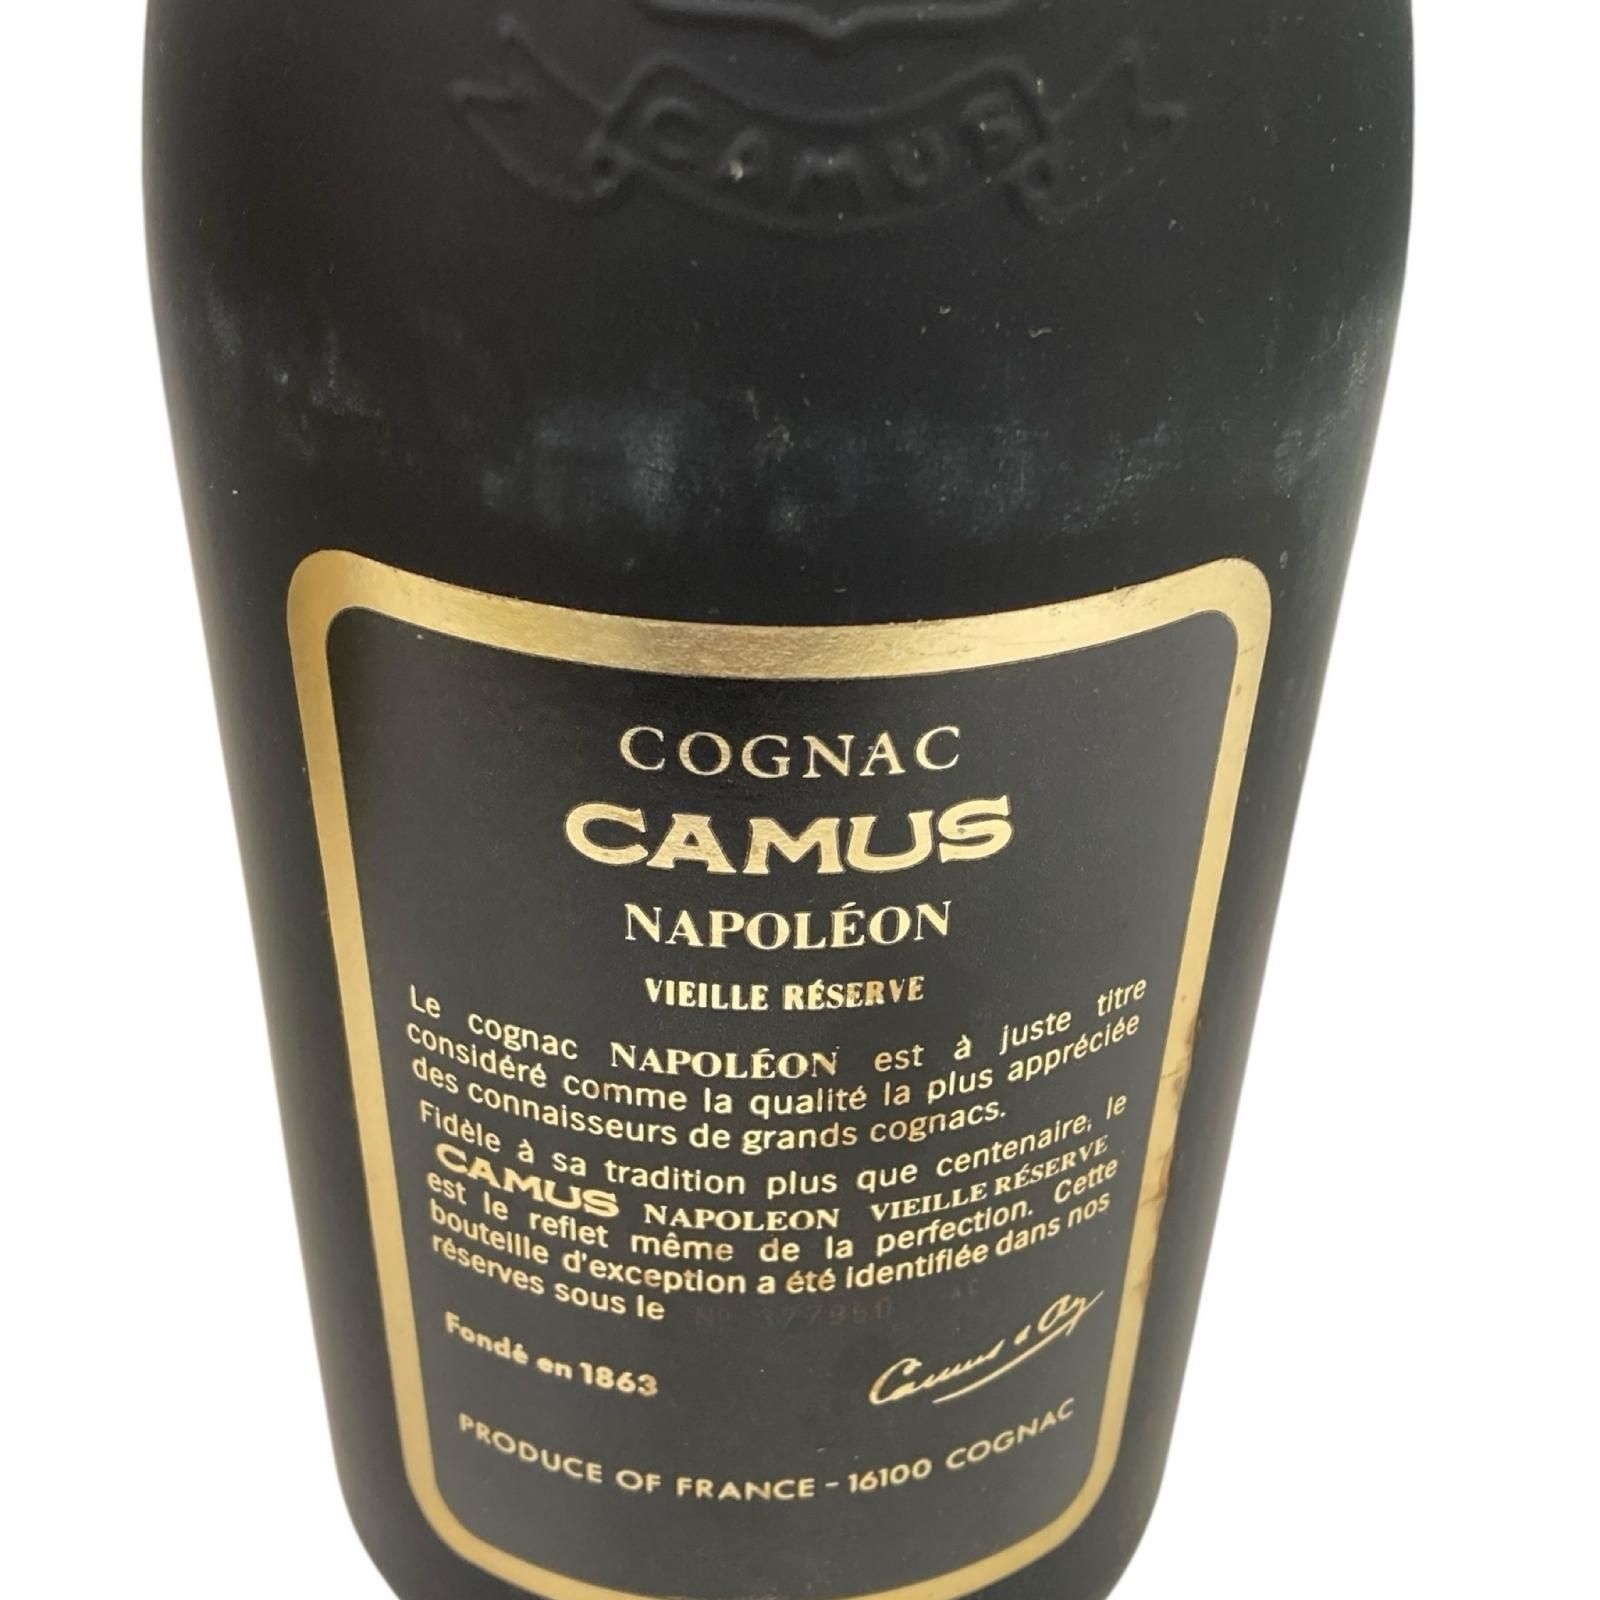 CAMUS
COGNAC
CAMUS
NAPOLÉON
VIEILLE RÉSERVE
Le cognac NAPOLÉON est à juste titre
considéré comme la qualité la plus appréciée
des connaisseurs de grands cognacs.
Fidèle à sa tradition plus que centenaire, le
CAMUS NAPOLEON VIEILLE RÉSERVE
est le reflet même de la perfection. Cette
bouteille d'exception a été identifiée dans nos
réserves sous le No
Fondé en 1863
Camus & Cie
PRODUCE OF FRANCE - 16100 COGNAC